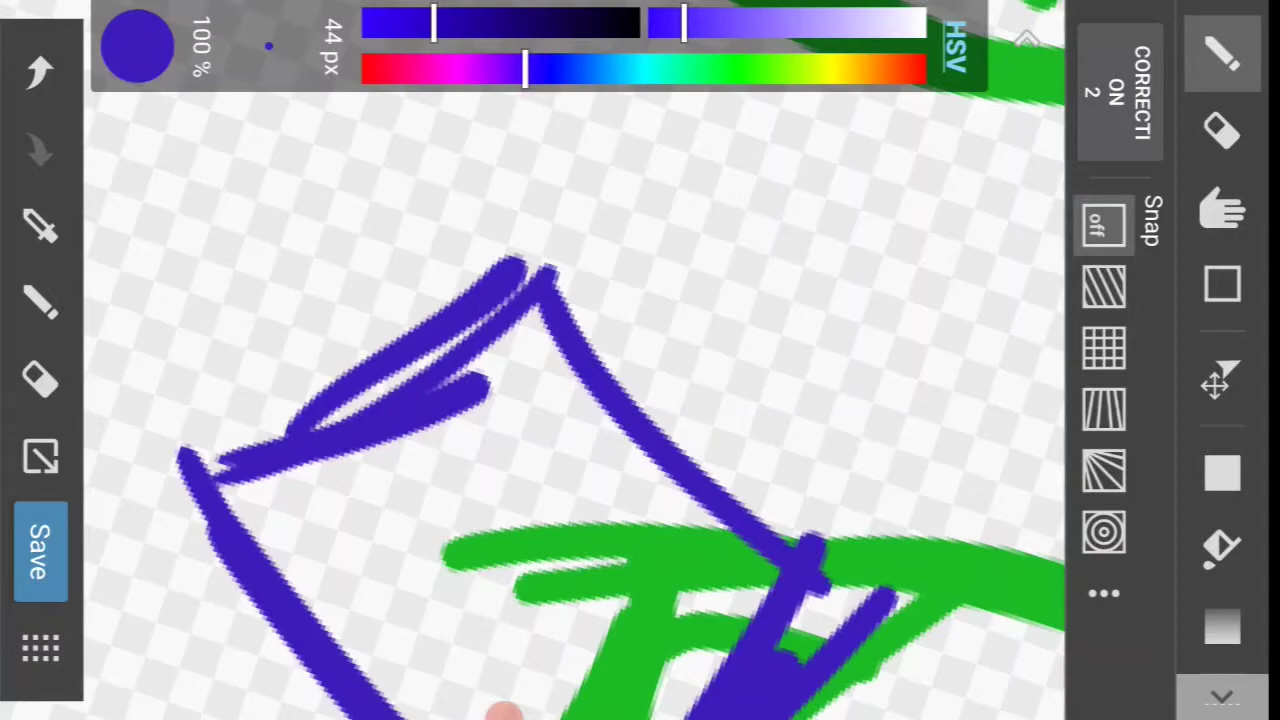 HSV
44 px
100 %
CORRECTI
ON
2
Snap
off
Save